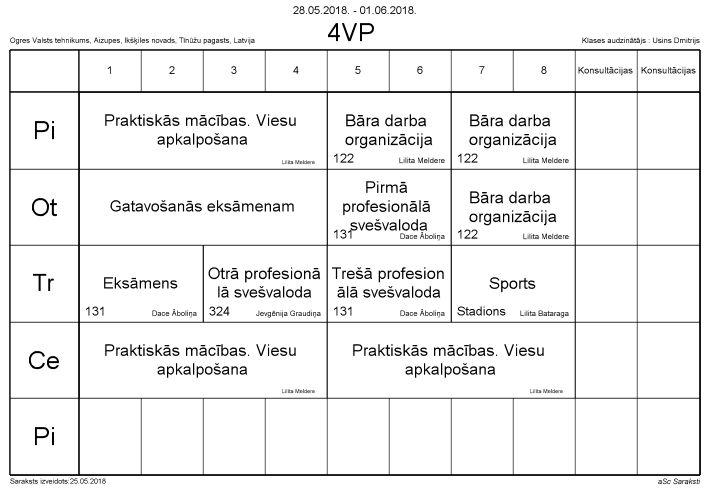 28.05.2018. - 01.06.2018.
4VP
Ogres Valsts tehnikums, Aizupes, Ikšķiles novads, Tīnūžu pagasts, Latvija
Klases audzinātājs : Usins Dmitrijs
1 2 3 4 5 6 7 8 Konsultācijas Konsultācijas
Pi
Praktiskās mācības. Viesu
apkalpošana
Lilita Meldere
Bāra darba
organizācija
122 Lilita Meldere
Bāra darba
organizācija
122 Lilita Meldere
Ot
Gatavošanās eksāmenam
Pirmā
profesionālā
svešvaloda
131 Dace Āboliņa
Bāra darba
organizācija
122 Lilita Meldere
Tr
Eksāmens
131 Dace Āboliņa
Otrā profesionā
lā svešvaloda
324 Jevgēnija Graudiņa
Trešā profesion
ālā svešvaloda
131 Dace Āboliņa
Sports
Stadions Lilita Bataraga
Ce
Praktiskās mācības. Viesu
apkalpošana
Lilita Meldere
Praktiskās mācības. Viesu
apkalpošana
Lilita Meldere
Pi
Saraksts izveidots:25.05.2018
aSc Saraksti